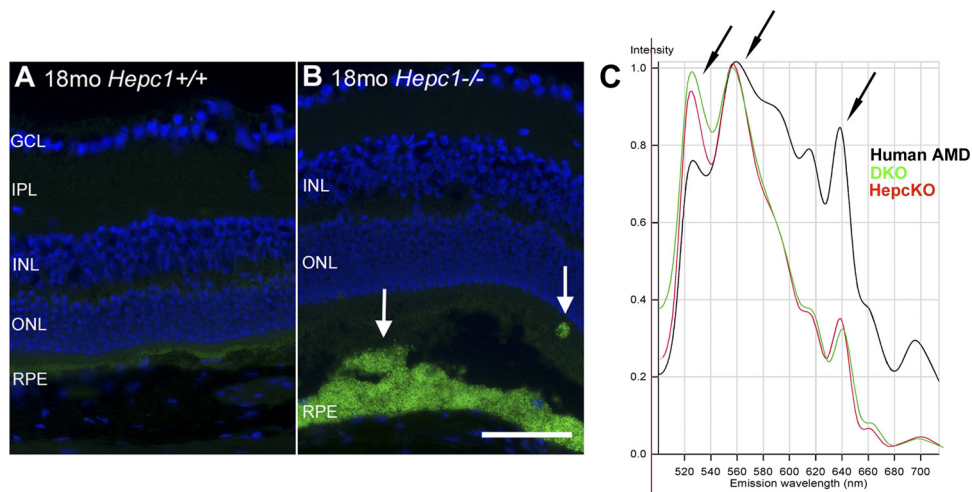 A 18mo Hepc1+/+
GCL
IPL
INL
ONL
RPE
B 18mo Hepc1-/-
INL
ONL
RPE
C
Intensity
1.0
0.8
0.6
0.4
0.2
0.0
520 540 560 580 600 620 640 660 680 700
Emission wavelength (nm)
Human AMD
DKO
HepcKO